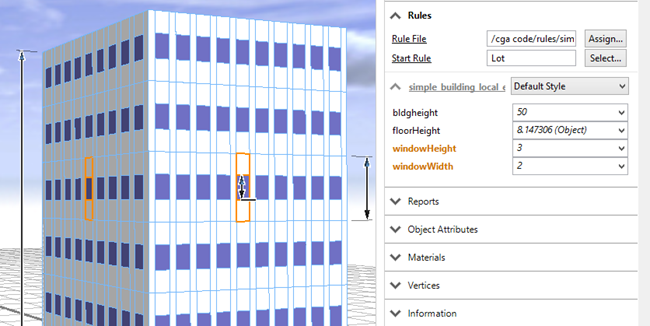 Rules
Rule File /cga code/rules/sim Assign...
Start Rule Lot Select...
simple_building_local_e Default Style
bldgheight 50
floorHeight 8.147306 (Object)
windowHeight 3
windowWidth 2
Reports
Object Attributes
Materials
Vertices
Information